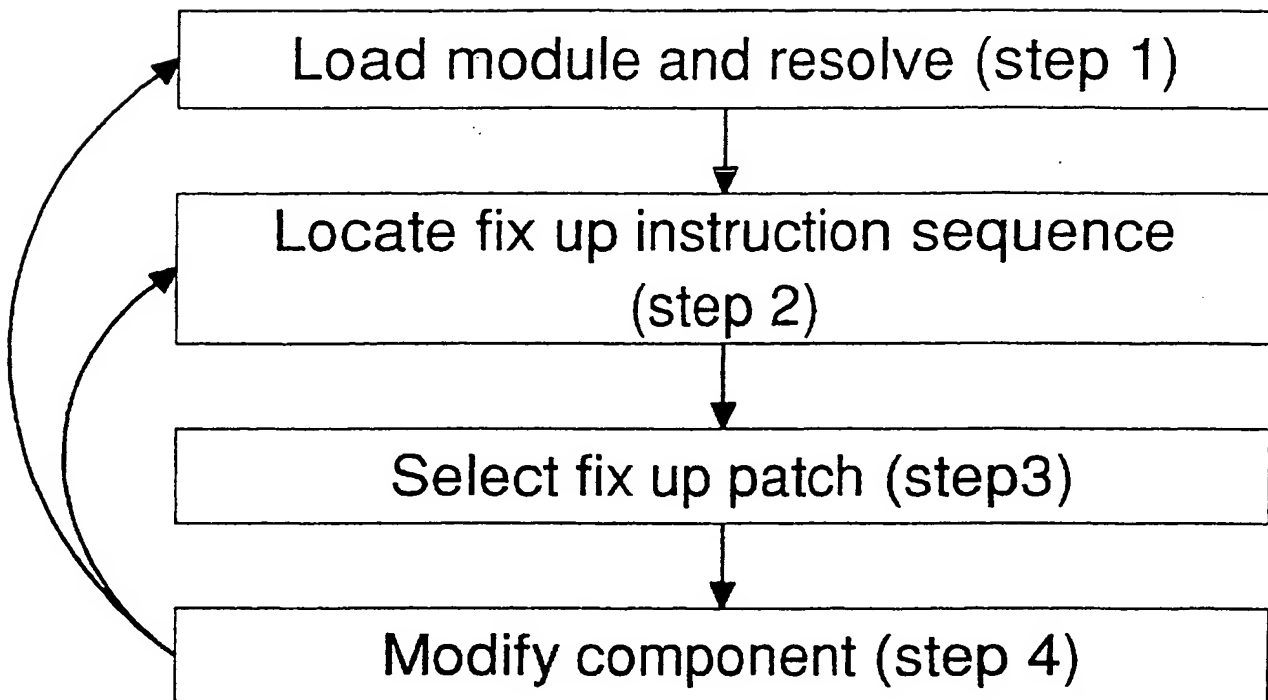 Load module and resolve (step 1)
Locate fix up instruction sequence
(step 2)
Select fix up patch (step3)
Modify component (step 4)